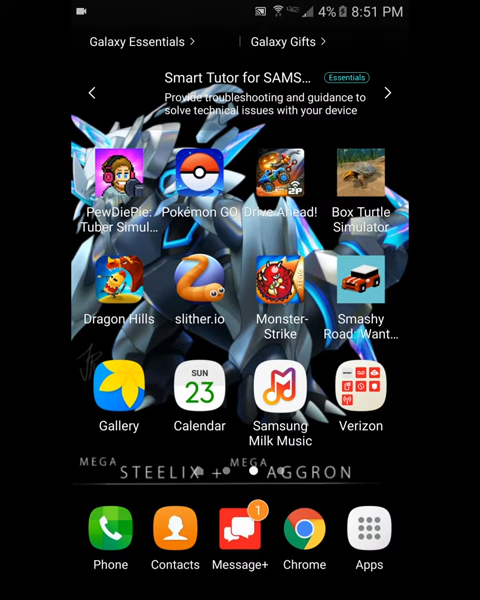 4% 8:51 PM
Galaxy Essentials > | Galaxy Gifts >
Smart Tutor for SAMS... Essentials
Provide troubleshooting and guidance to
solve technical issues with your device
PewDiePie: Pokémon GO Drive Ahead! Box Turtle
Tuber Simul... Simulator
2P
Dragon Hills slither.io Monster- Smashy
Strike Road: Want...
SUN
23
Gallery Calendar Samsung Verizon
Milk Music
MEGA STEELIX + MEGA AGGRON
1
Phone Contacts Message+ Chrome Apps